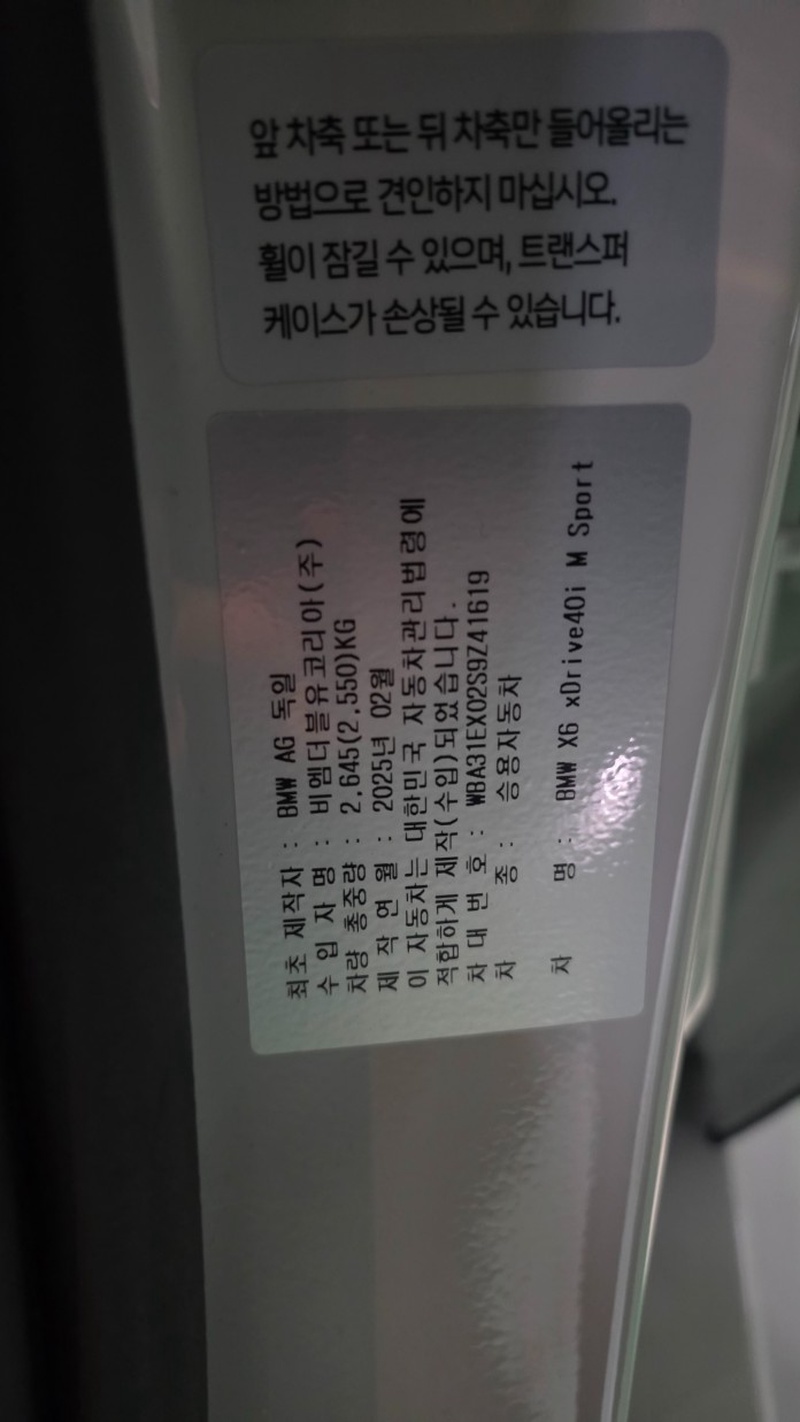 앞 차축 또는 뒤 차축만 들어올리는
방법으로 견인하지 마십시오.
휠이 잠길 수 있으며, 트랜스퍼
케이스가 손상될 수 있습니다.
최초 제작자 : BMW AG 독일
수 입 자 명 : 비엠더블유코리아(주)
차량 총중량 : 2,645(2,550)KG
제 작 연 월 : 2025년 02월
이 자동차는 대한민국 자동차관리법령에
적합하게 제작(수입)되었습니다.
차 대 번 호 : WBA31EX02S9Z41619
차 종 : 승용자동차
차 명 : BMW X6 xDrive40i M Sport